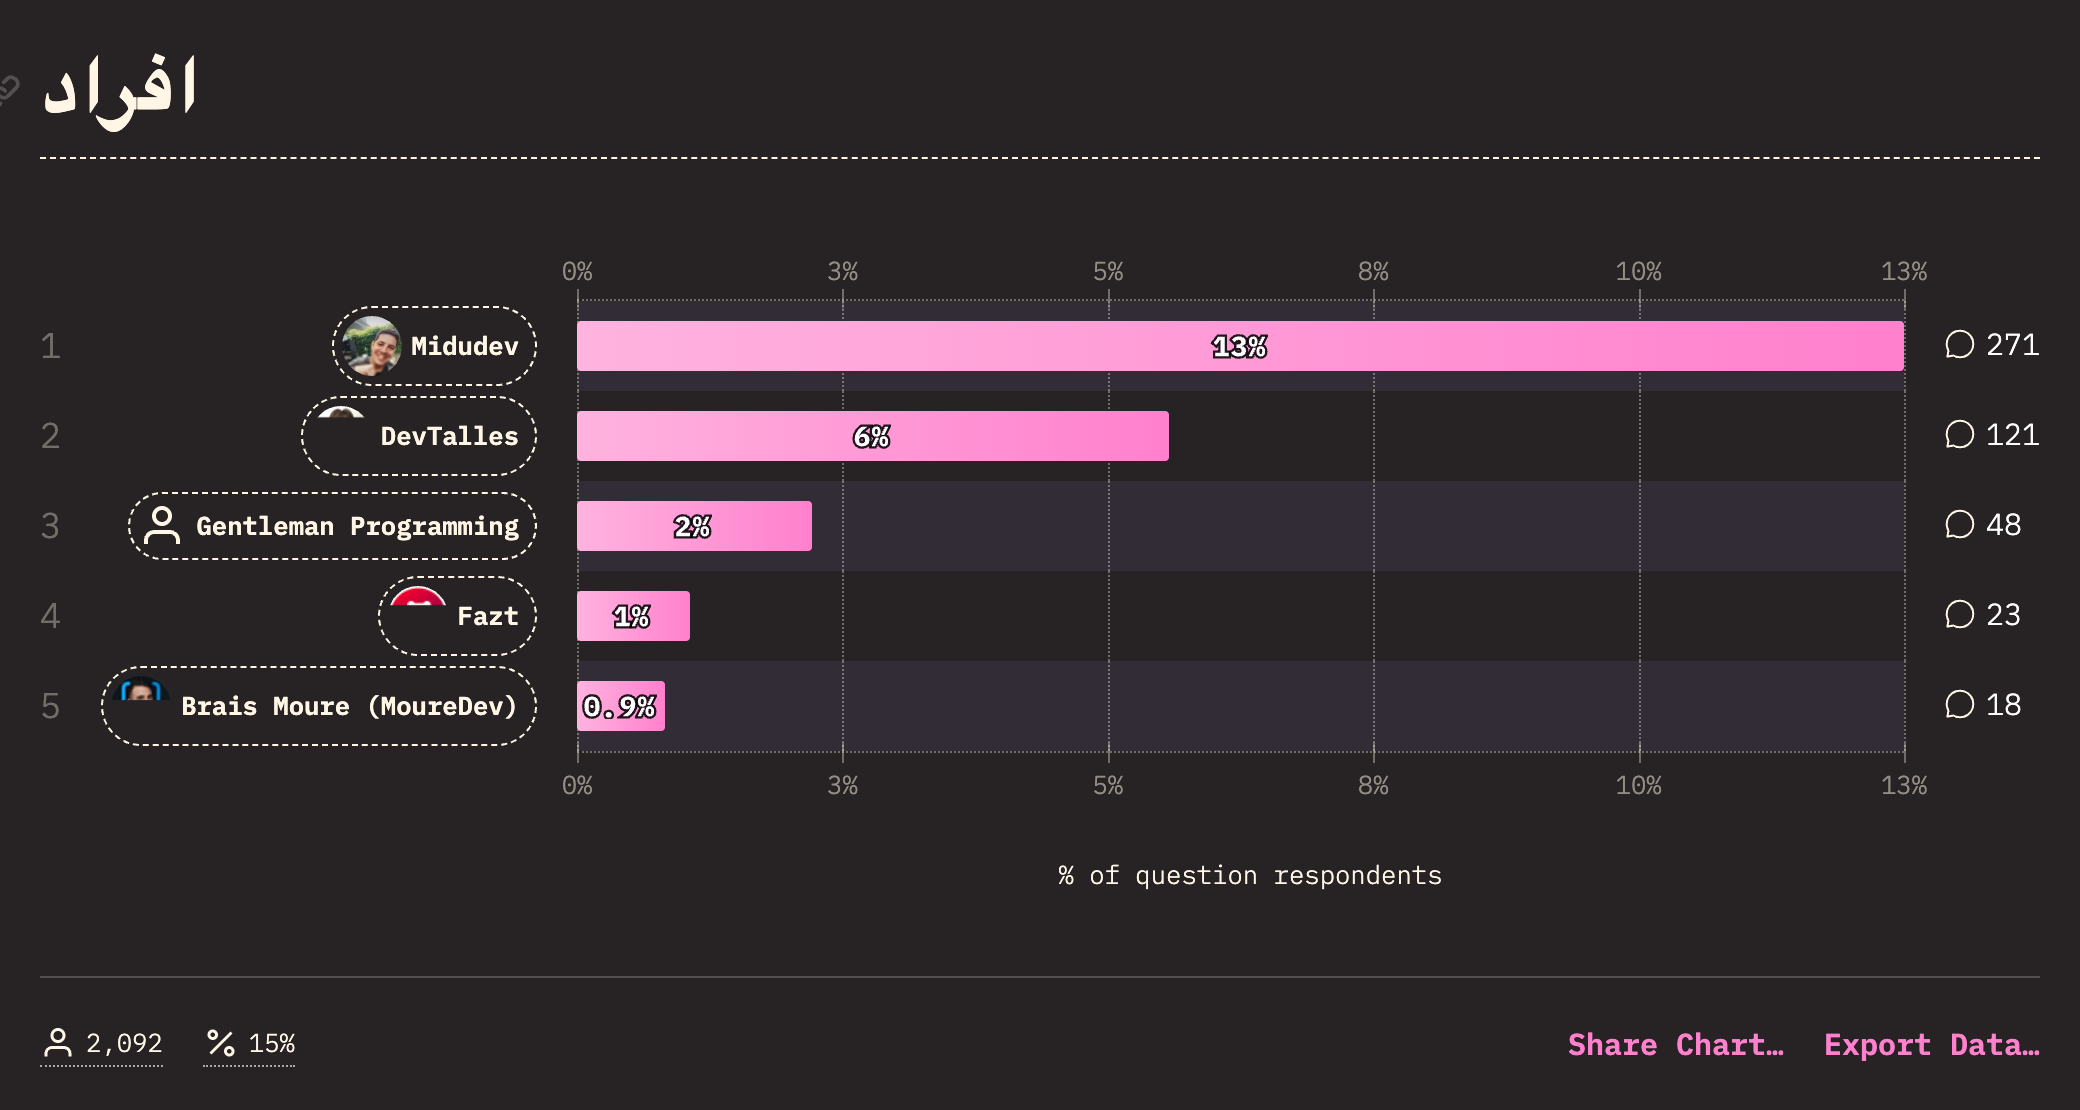 افراد
0% 3% 5% 8% 10% 13%
1 Midudev 13% 271
2 DevTalles 6% 121
3 Gentleman Programming 2% 48
4 Fazt 1% 23
5 Brais Moure (MoureDev) 0.9% 18
0% 3% 5% 8% 10% 13%
% of question respondents
2,092 15% Share Chart… Export Data…